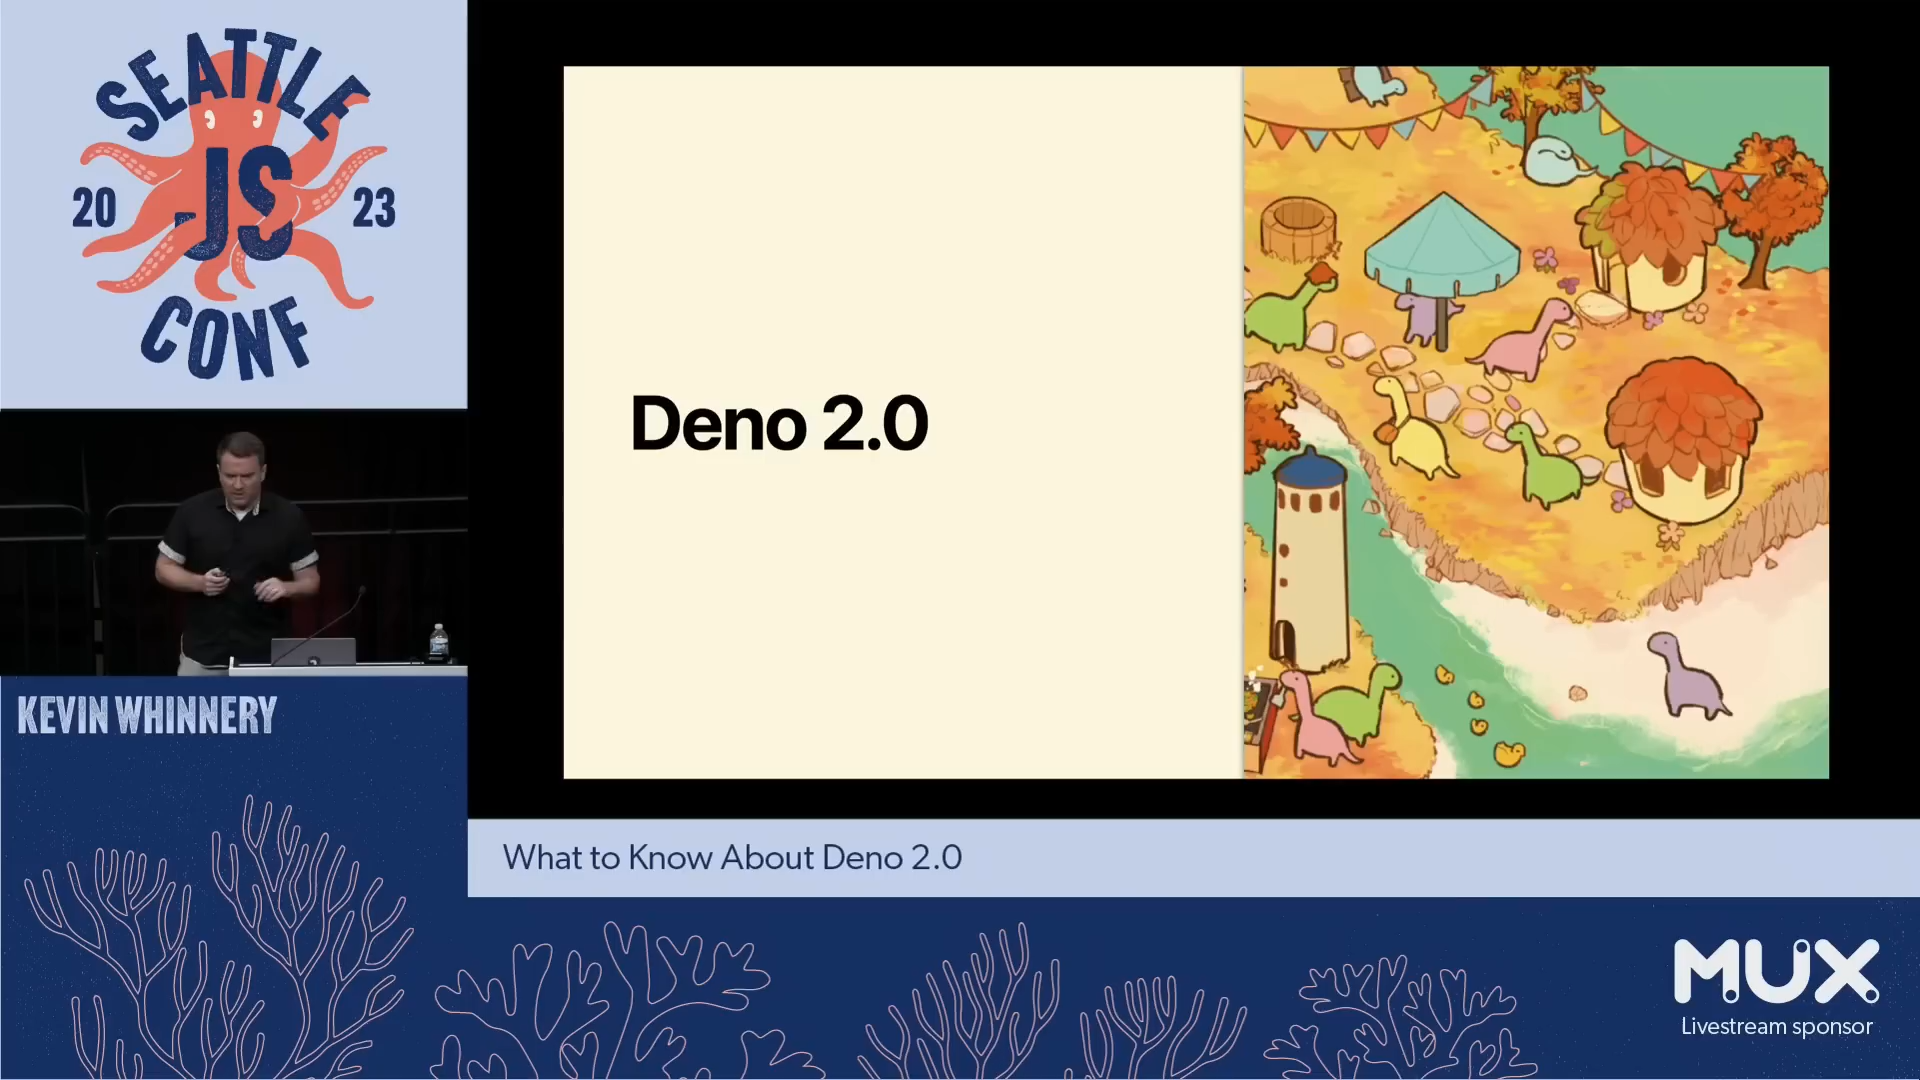 SEATTLE
JS
20 23
CONF
Deno 2.0
KEVIN WHINNERY
What to Know About Deno 2.0
MUX
Livestream sponsor